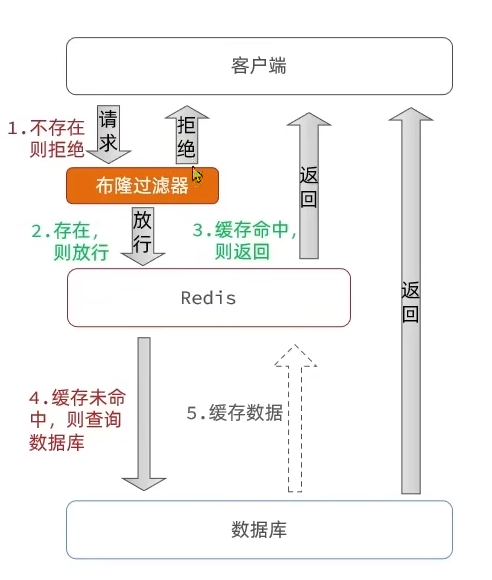 客户端
1.不存在
则拒绝
请
求
拒
绝
布隆过滤器
2.存在，
则放行
放
行
3.缓存命中，
则返回
返
回
Redis
返
回
4.缓存未命
中，则查询
数据库
5.缓存数据
数据库